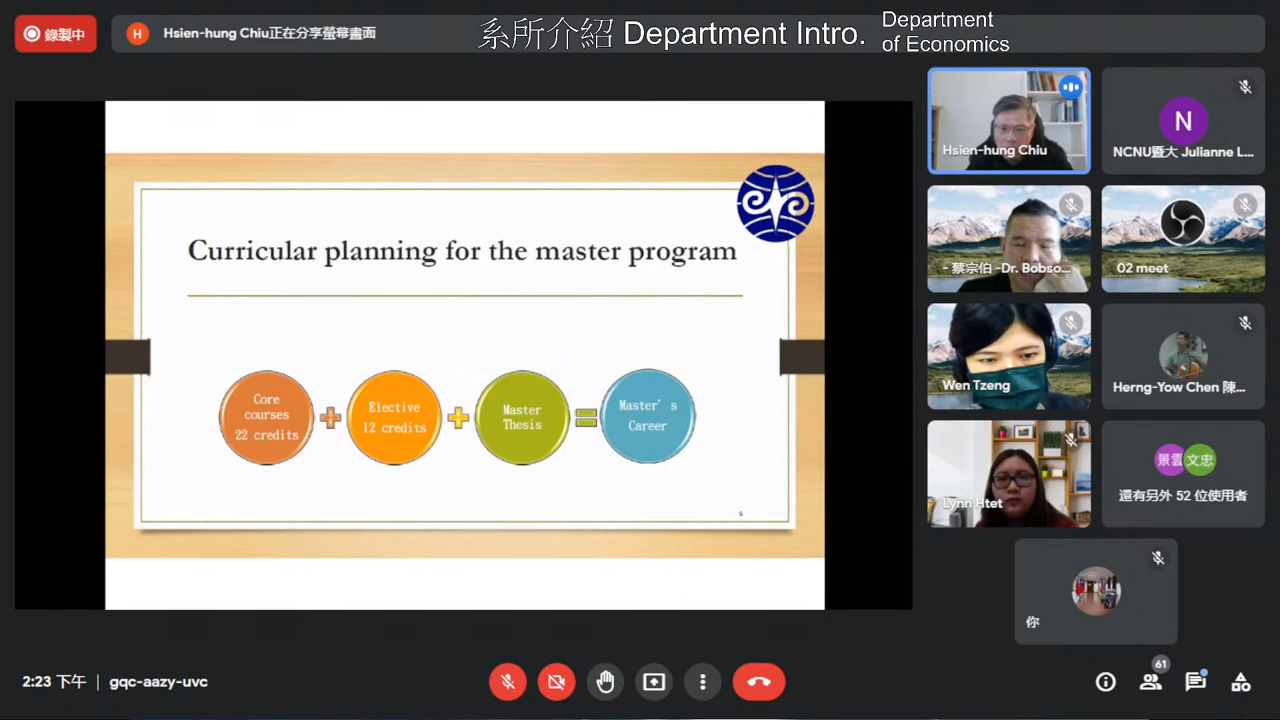 錄製中
H
Hsien-hung Chiu正在分享螢幕畫面
系所介紹 Department Intro.
Department
of Economics
Curricular planning for the master program
Core
courses
22 credits
Elective
12 credits
Master
Thesis
Master's
Career
6
Hsien-hung Chiu
N
NCNU暨大 Julianne L...
- 蔡宗伯 -Dr. Bobso...
02 meet
Wen Tzeng
Herng-Yow Chen 陳...
Lynn Htet
景雲
文忠
還有另外 52 位使用者
你
2:23 下午 | gqc-aazy-uvc
61